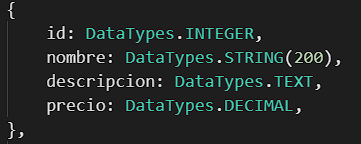 {
    id: DataTypes.INTEGER,
    nombre: DataTypes.STRING(200),
    descripcion: DataTypes.TEXT,
    precio: DataTypes.DECIMAL,
},